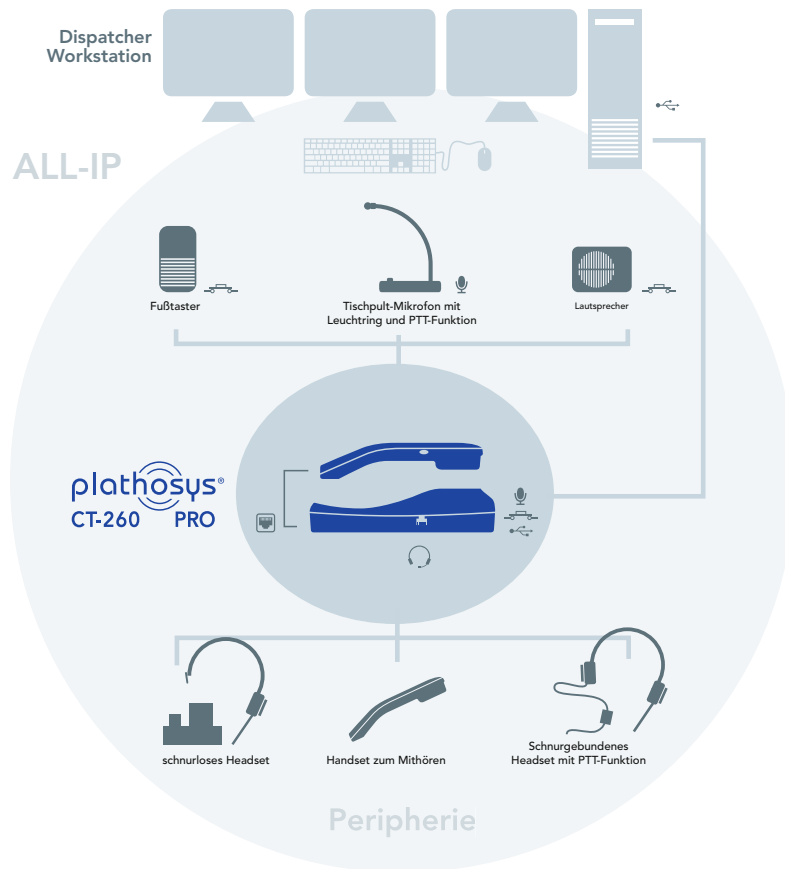 Dispatcher
Workstation
ALL-IP
Fußtaster
Tischpult-Mikrofon mit
Leuchtring und PTT-Funktion
Lautsprecher
plathosys®
CT-260 PRO
schnurloses Headset
Handset zum Mithören
Schnurgebundenes
Headset mit PTT-Funktion
Peripherie